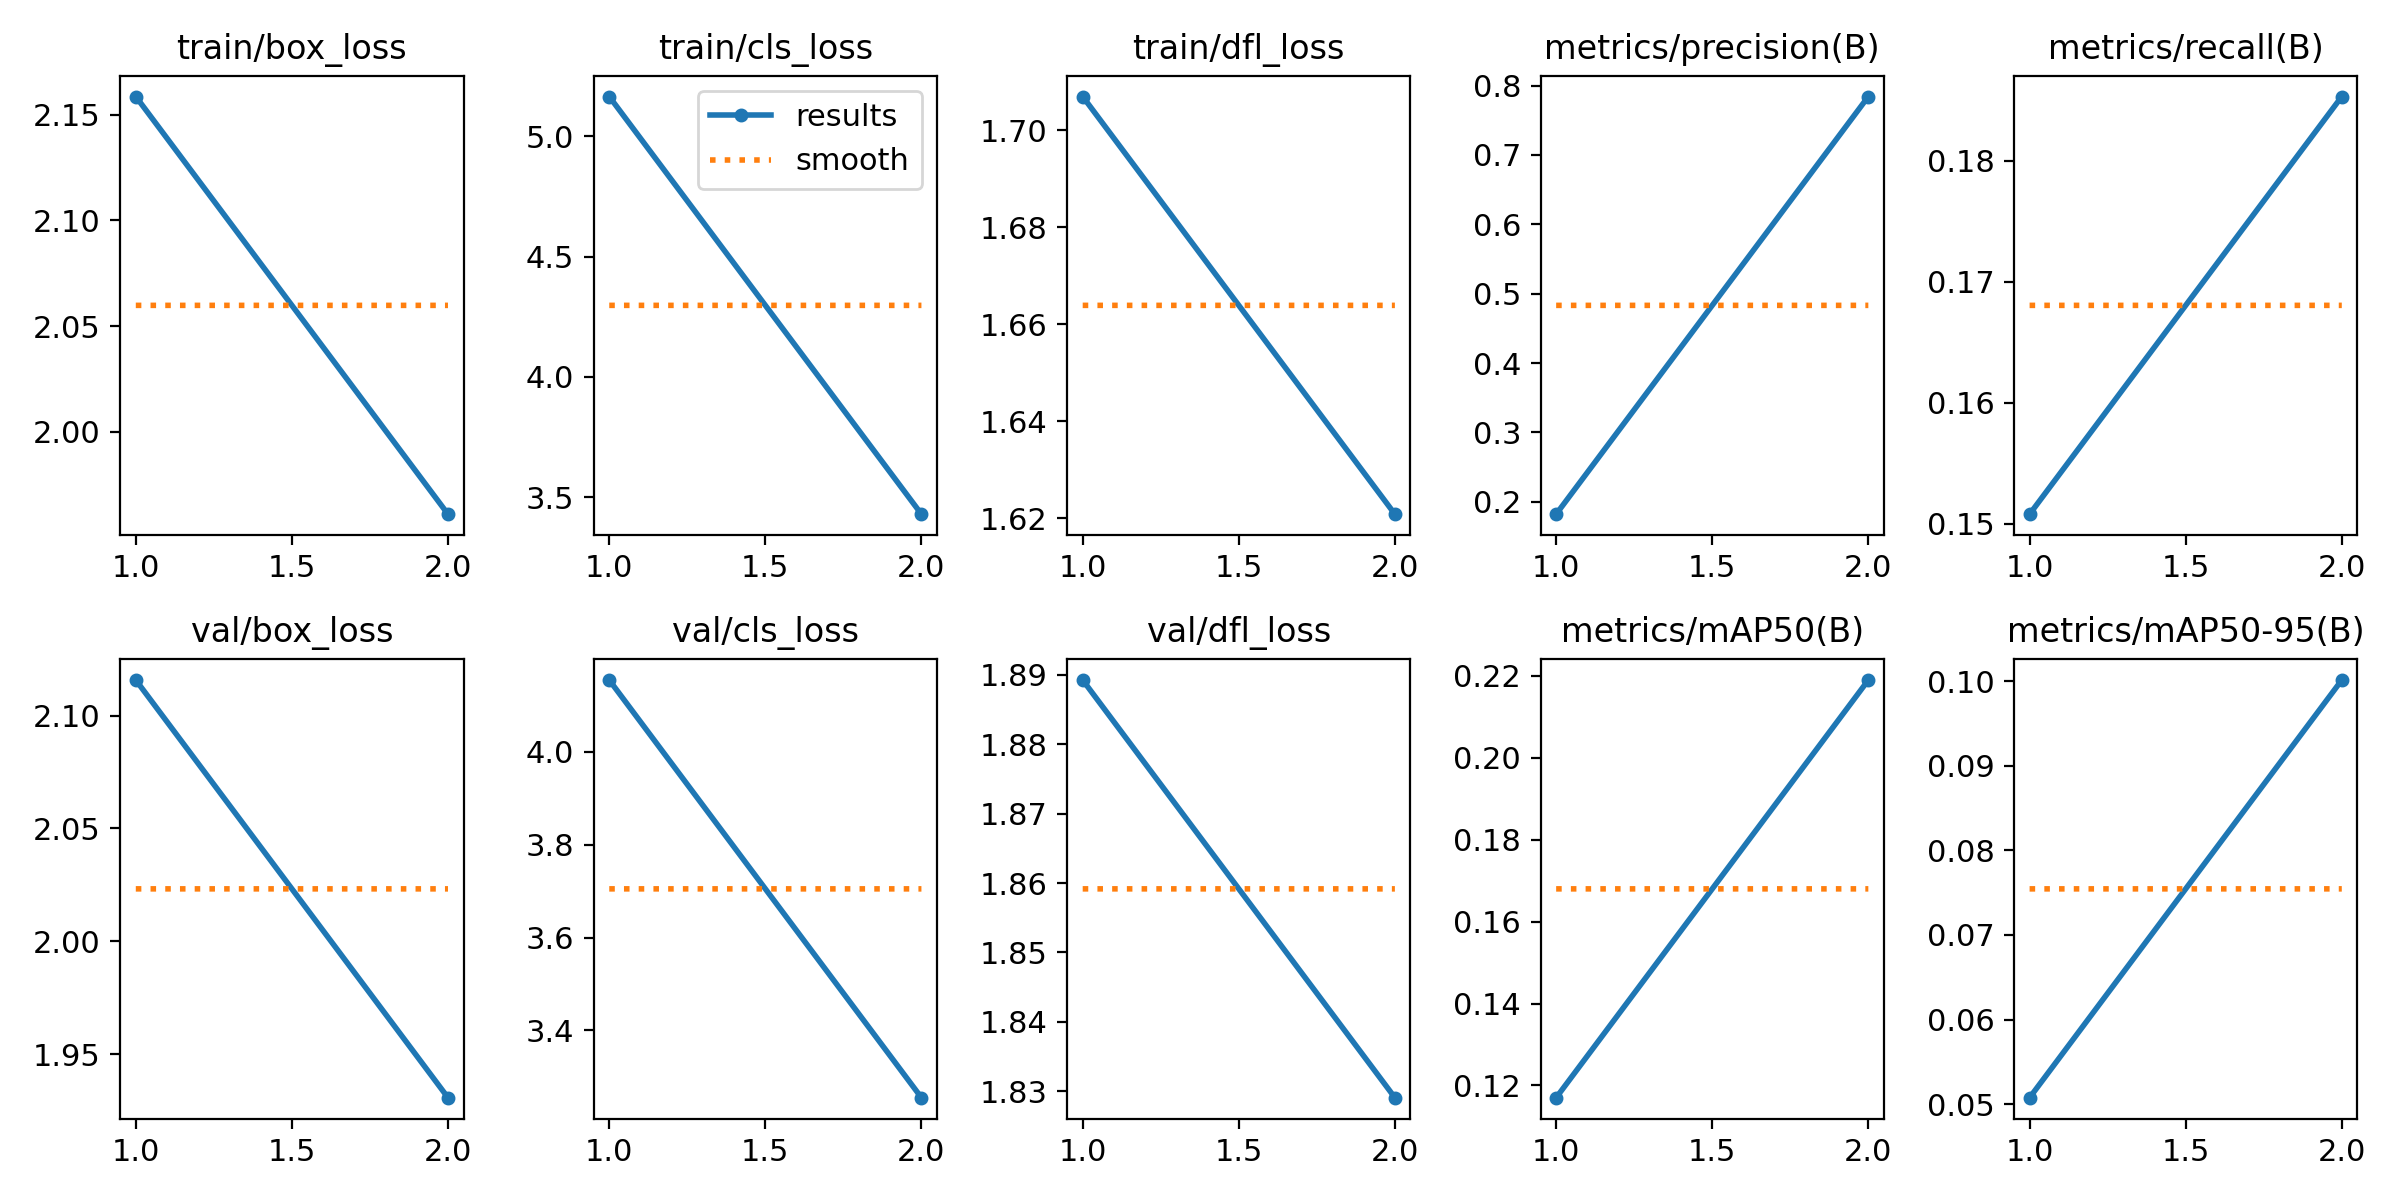 train/box_loss
2.15
2.10
2.05
2.00
1.0 1.5 2.0
train/cls_loss
results
smooth
5.0
4.5
4.0
3.5
1.0 1.5 2.0
train/dfl_loss
1.70
1.68
1.66
1.64
1.62
1.0 1.5 2.0
metrics/precision(B)
0.8
0.7
0.6
0.5
0.4
0.3
0.2
1.0 1.5 2.0
metrics/recall(B)
0.18
0.17
0.16
0.15
1.0 1.5 2.0
val/box_loss
2.10
2.05
2.00
1.95
1.0 1.5 2.0
val/cls_loss
4.0
3.8
3.6
3.4
1.0 1.5 2.0
val/dfl_loss
1.89
1.88
1.87
1.86
1.85
1.84
1.83
1.0 1.5 2.0
metrics/mAP50(B)
0.22
0.20
0.18
0.16
0.14
0.12
1.0 1.5 2.0
metrics/mAP50-95(B)
0.10
0.09
0.08
0.07
0.06
0.05
1.0 1.5 2.0